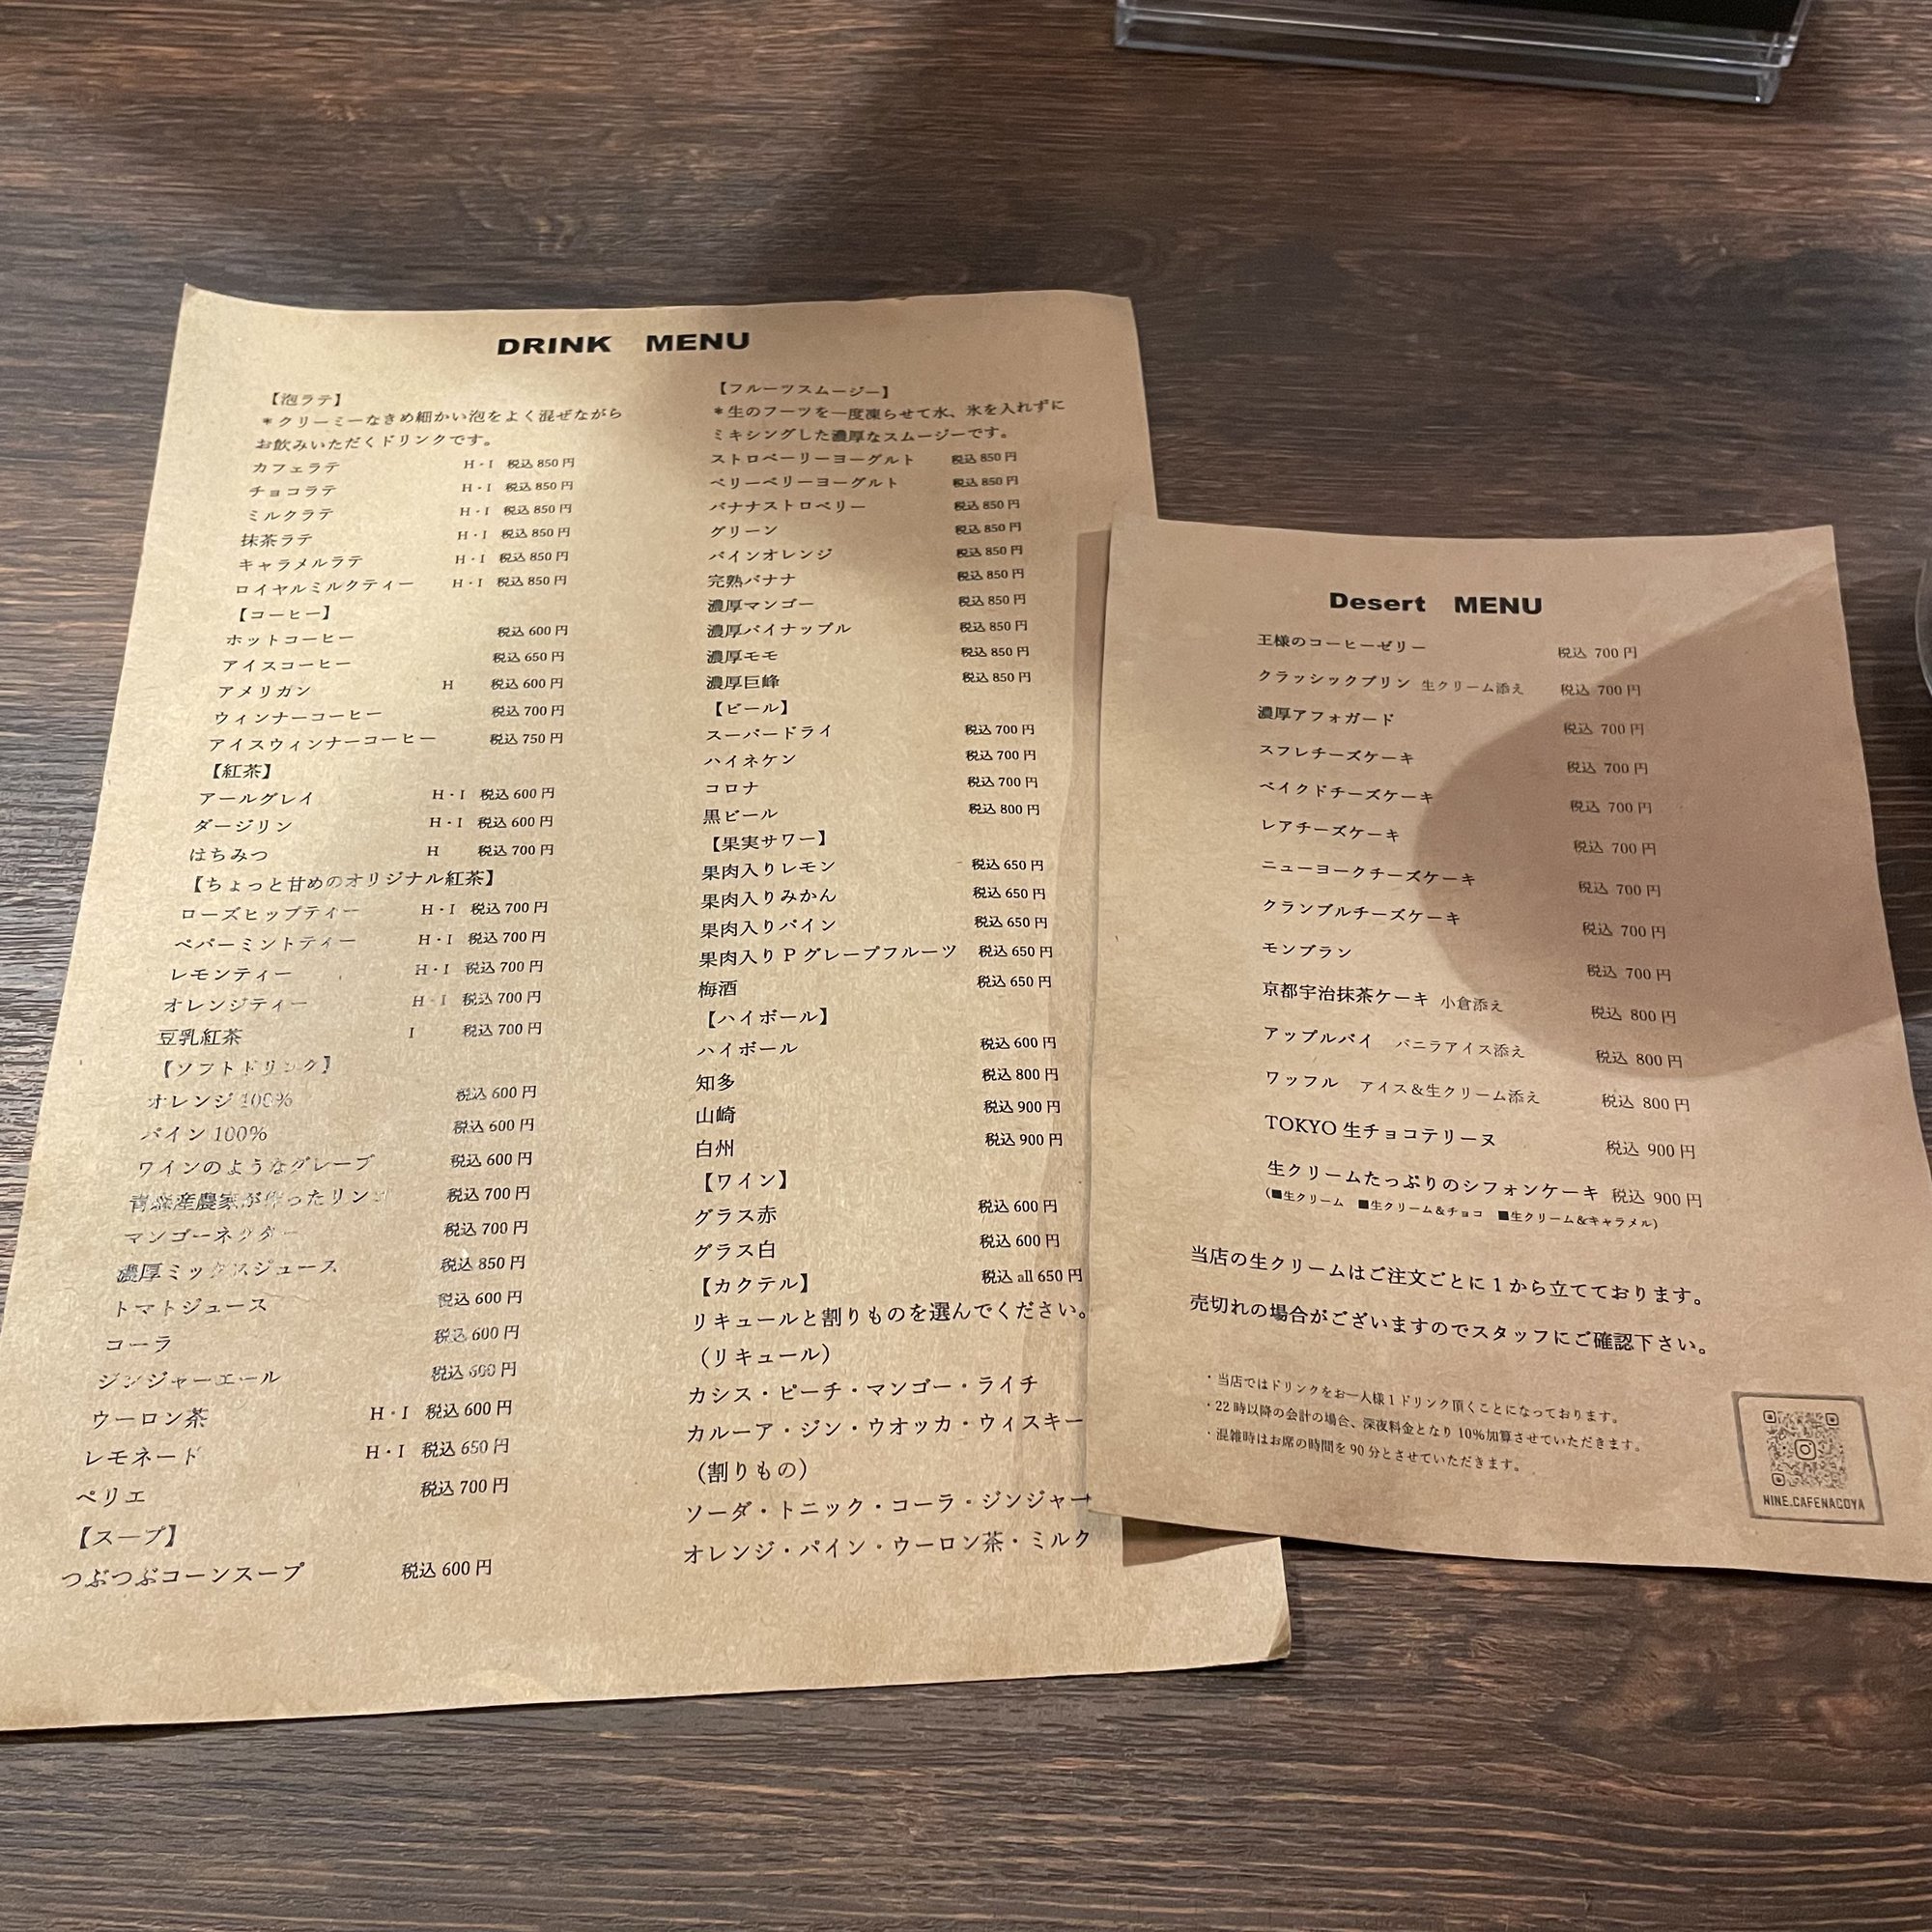 DRINK MENU
【泡ラテ】
＊クリーミーなきめ細かい泡をよく混ぜながら
お飲みいただくドリンクです。
カフェラテ H・I 税込 850 円
チョコラテ H・I 税込 850 円
ミルクラテ H・I 税込 850 円
抹茶ラテ H・I 税込 850 円
キャラメルラテ H・I 税込 850 円
ロイヤルミルクティー H・I 税込 850 円
【コーヒー】
ホットコーヒー 税込 600 円
アイスコーヒー 税込 650 円
アメリカン H 税込 600 円
ウィンナーコーヒー 税込 700 円
アイスウィンナーコーヒー 税込 750 円
【紅茶】
アールグレイ H・I 税込 600 円
ダージリン H・I 税込 600 円
はちみつ H 税込 700 円
【ちょっと甘めのオリジナル紅茶】
ローズヒップティー H・I 税込 700 円
ペパーミントティー H・I 税込 700 円
レモンティー H・I 税込 700 円
オレンジティー H・I 税込 700 円
豆乳紅茶 I 税込 700 円
【ソフトドリンク】
オレンジ 100% 税込 600 円
パイン 100% 税込 600 円
ワインのようなグレープ 税込 600 円
青森産農家が作ったリンゴ 税込 700 円
マンゴーネクター 税込 700 円
濃厚ミックスジュース 税込 850 円
トマトジュース 税込 600 円
コーラ 税込 600 円
ジンジャーエール 税込 600 円
ウーロン茶 H・I 税込 600 円
レモネード H・I 税込 650 円
ペリエ 税込 700 円
【スープ】
つぶつぶコーンスープ 税込 600 円
【フルーツスムージー】
＊生のフーツを一度凍らせて水、氷を入れずに
ミキシングした濃厚なスムージーです。
ストロベーリーヨーグルト 税込 850 円
ベリーベリーヨーグルト 税込 850 円
バナナストロベリー 税込 850 円
グリーン 税込 850 円
パインオレンジ 税込 850 円
完熟バナナ 税込 850 円
濃厚マンゴー 税込 850 円
濃厚パイナップル 税込 850 円
濃厚モモ 税込 850 円
濃厚巨峰 税込 850 円
【ビール】
スーパードライ 税込 700 円
ハイネケン 税込 700 円
コロナ 税込 700 円
黒ビール 税込 800 円
【果実サワー】
果肉入りレモン 税込 650 円
果肉入りみかん 税込 650 円
果肉入りパイン 税込 650 円
果肉入り P グレープフルーツ 税込 650 円
梅酒 税込 650 円
【ハイボール】
ハイボール 税込 600 円
知多 税込 800 円
山崎 税込 900 円
白州 税込 900 円
【ワイン】
グラス赤 税込 600 円
グラス白 税込 600 円
【カクテル】 税込 all 650 円
リキュールと割りものを選んでください。
（リキュール）
カシス・ピーチ・マンゴー・ライチ
カルーア・ジン・ウオッカ・ウィスキー
（割りもの）
ソーダ・トニック・コーラ・ジンジャー
オレンジ・パイン・ウーロン茶・ミルク
Desert MENU
王様のコーヒーゼリー 税込 700 円
クラッシックプリン 生クリーム添え 税込 700 円
濃厚アフォガード 税込 700 円
スフレチーズケーキ 税込 700 円
ベイクドチーズケーキ 税込 700 円
レアチーズケーキ 税込 700 円
ニューヨークチーズケーキ 税込 700 円
クランブルチーズケーキ 税込 700 円
モンブラン 税込 700 円
京都宇治抹茶ケーキ 小倉添え 税込 800 円
アップルパイ バニラアイス添え 税込 800 円
ワッフル アイス＆生クリーム添え 税込 800 円
TOKYO 生チョコテリーヌ 税込 900 円
生クリームたっぷりのシフォンケーキ 税込 900 円
（■生クリーム ■生クリーム＆チョコ ■生クリーム＆キャラメル）
当店の生クリームはご注文ごとに 1 から立てております。
売切れの場合がございますのでスタッフにご確認下さい。
・当店ではドリンクをお一人様 1 ドリンク頂くことになっております。
・22 時以降の会計の場合、深夜料金となり 10%加算させていただきます。
・混雑時はお席の時間を 90 分とさせていただきます。
NINE.CAFENAGOYA